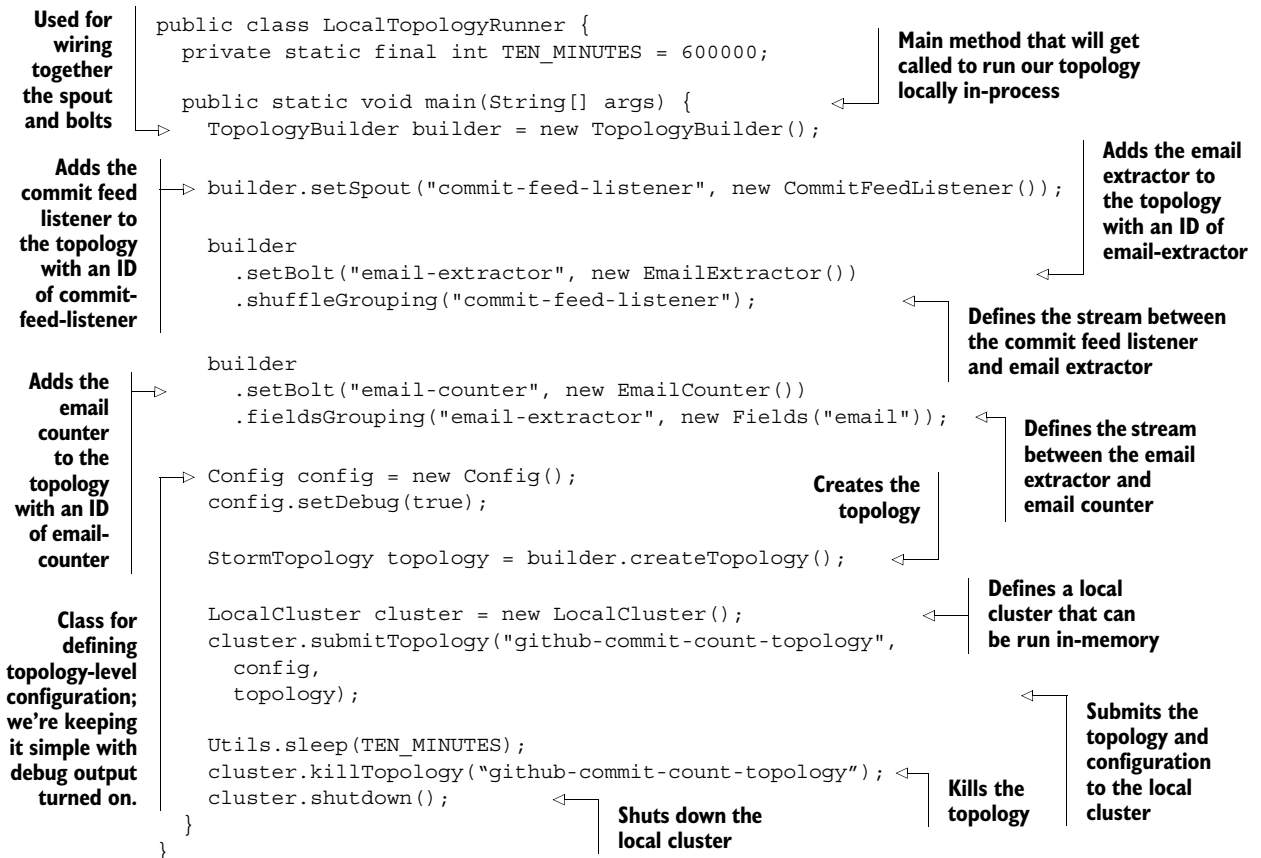 Used for
wiring
together
the spout
and bolts
public class LocalTopologyRunner {
private static final int TEN_MINUTES = 600000;
Main method that will get
called to run our topology
locally in-process
public static void main(String[] args) {
TopologyBuilder builder = new TopologyBuilder();
Adds the
commit feed
listener to
the topology
with an ID
of commit-
feed-listener
builder.setSpout("commit-feed-listener", new CommitFeedListener());
Adds the email
extractor to
the topology
with an ID of
email-extractor
builder
.setBolt("email-extractor", new EmailExtractor())
.shuffleGrouping("commit-feed-listener");
Defines the stream between
the commit feed listener
and email extractor
Adds the
email
counter
to the
topology
with an ID
of email-
counter
builder
.setBolt("email-counter", new EmailCounter())
.fieldsGrouping("email-extractor", new Fields("email"));
Defines the stream
between the email
extractor and
email counter
Config config = new Config();
config.setDebug(true);
Creates the
topology
StormTopology topology = builder.createTopology();
Class for
defining
topology-level
configuration;
we're keeping
it simple with
debug output
turned on.
LocalCluster cluster = new LocalCluster();
Defines a local
cluster that can
be run in-memory
cluster.submitTopology("github-commit-count-topology",
config,
topology);
Submits the
topology and
configuration
to the local
cluster
Utils.sleep(TEN_MINUTES);
cluster.killTopology(“github-commit-count-topology”);
Kills the
topology
cluster.shutdown();
Shuts down the
local cluster
}
}